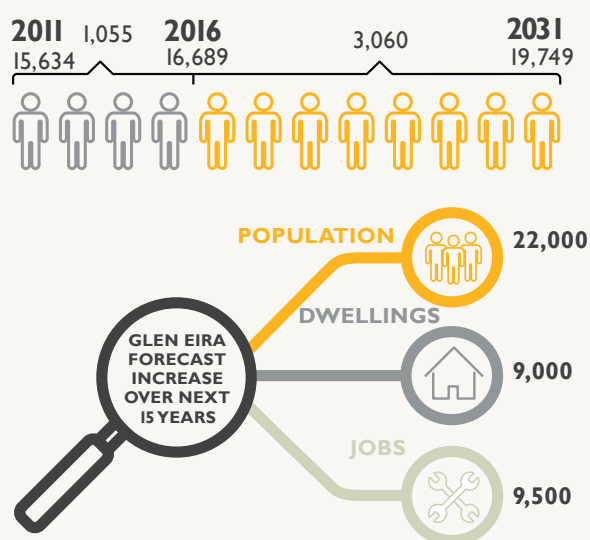 2011 1,055 2016 3,060 2031
15,634 16,689 19,749
POPULATION
22,000
DWELLINGS
GLEN EIRA
FORECAST
INCREASE
OVER NEXT
15 YEARS
9,000
JOBS
9,500